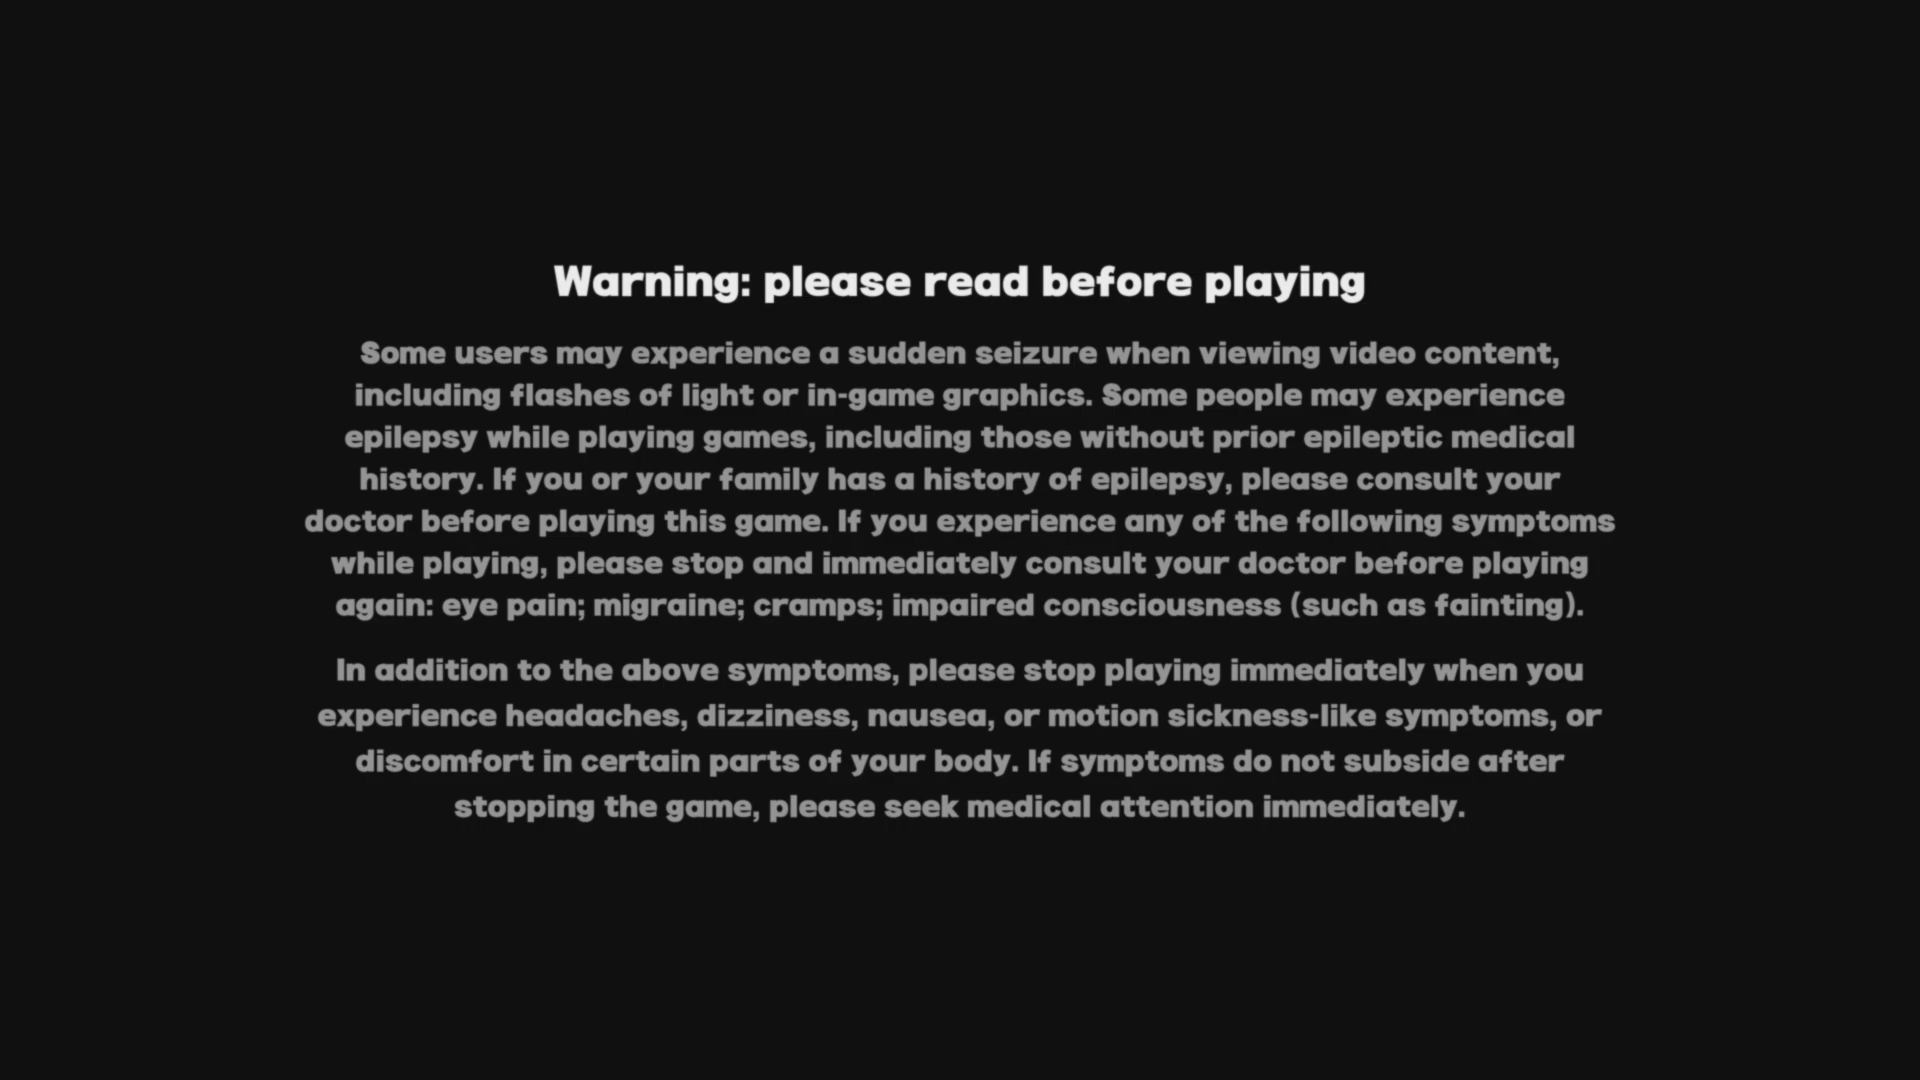 Warning: please read before playing
Some users may experience a sudden seizure when viewing video content,
including flashes of light or in-game graphics. Some people may experience
epilepsy while playing games, including those without prior epileptic medical
history. If you or your family has a history of epilepsy, please consult your
doctor before playing this game. If you experience any of the following symptoms
while playing, please stop and immediately consult your doctor before playing
again: eye pain; migraine; cramps; impaired consciousness (such as fainting).
In addition to the above symptoms, please stop playing immediately when you
experience headaches, dizziness, nausea, or motion sickness-like symptoms, or
discomfort in certain parts of your body. If symptoms do not subside after
stopping the game, please seek medical attention immediately.